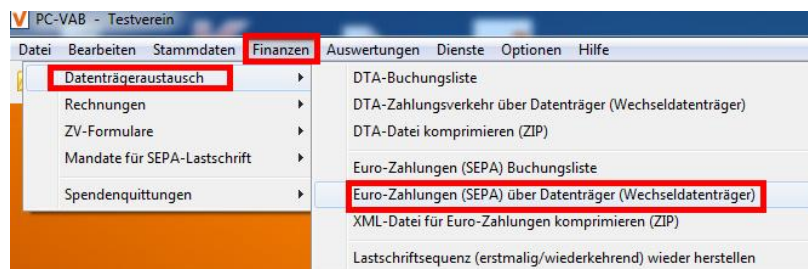 PC-VAB - Testverein
Datei Bearbeiten Stammdaten Finanzen Auswertungen Dienste Optionen Hilfe
Datenträgeraustausch
Rechnungen
ZV-Formulare
Mandate für SEPA-Lastschrift
Spendenquittungen
DTA-Buchungsliste
DTA-Zahlungsverkehr über Datenträger (Wechseldatenträger)
DTA-Datei komprimieren (ZIP)
Euro-Zahlungen (SEPA) Buchungsliste
Euro-Zahlungen (SEPA) über Datenträger (Wechseldatenträger)
XML-Datei für Euro-Zahlungen komprimieren (ZIP)
Lastschriftsequenz (erstmalig/wiederkehrend) wieder herstellen